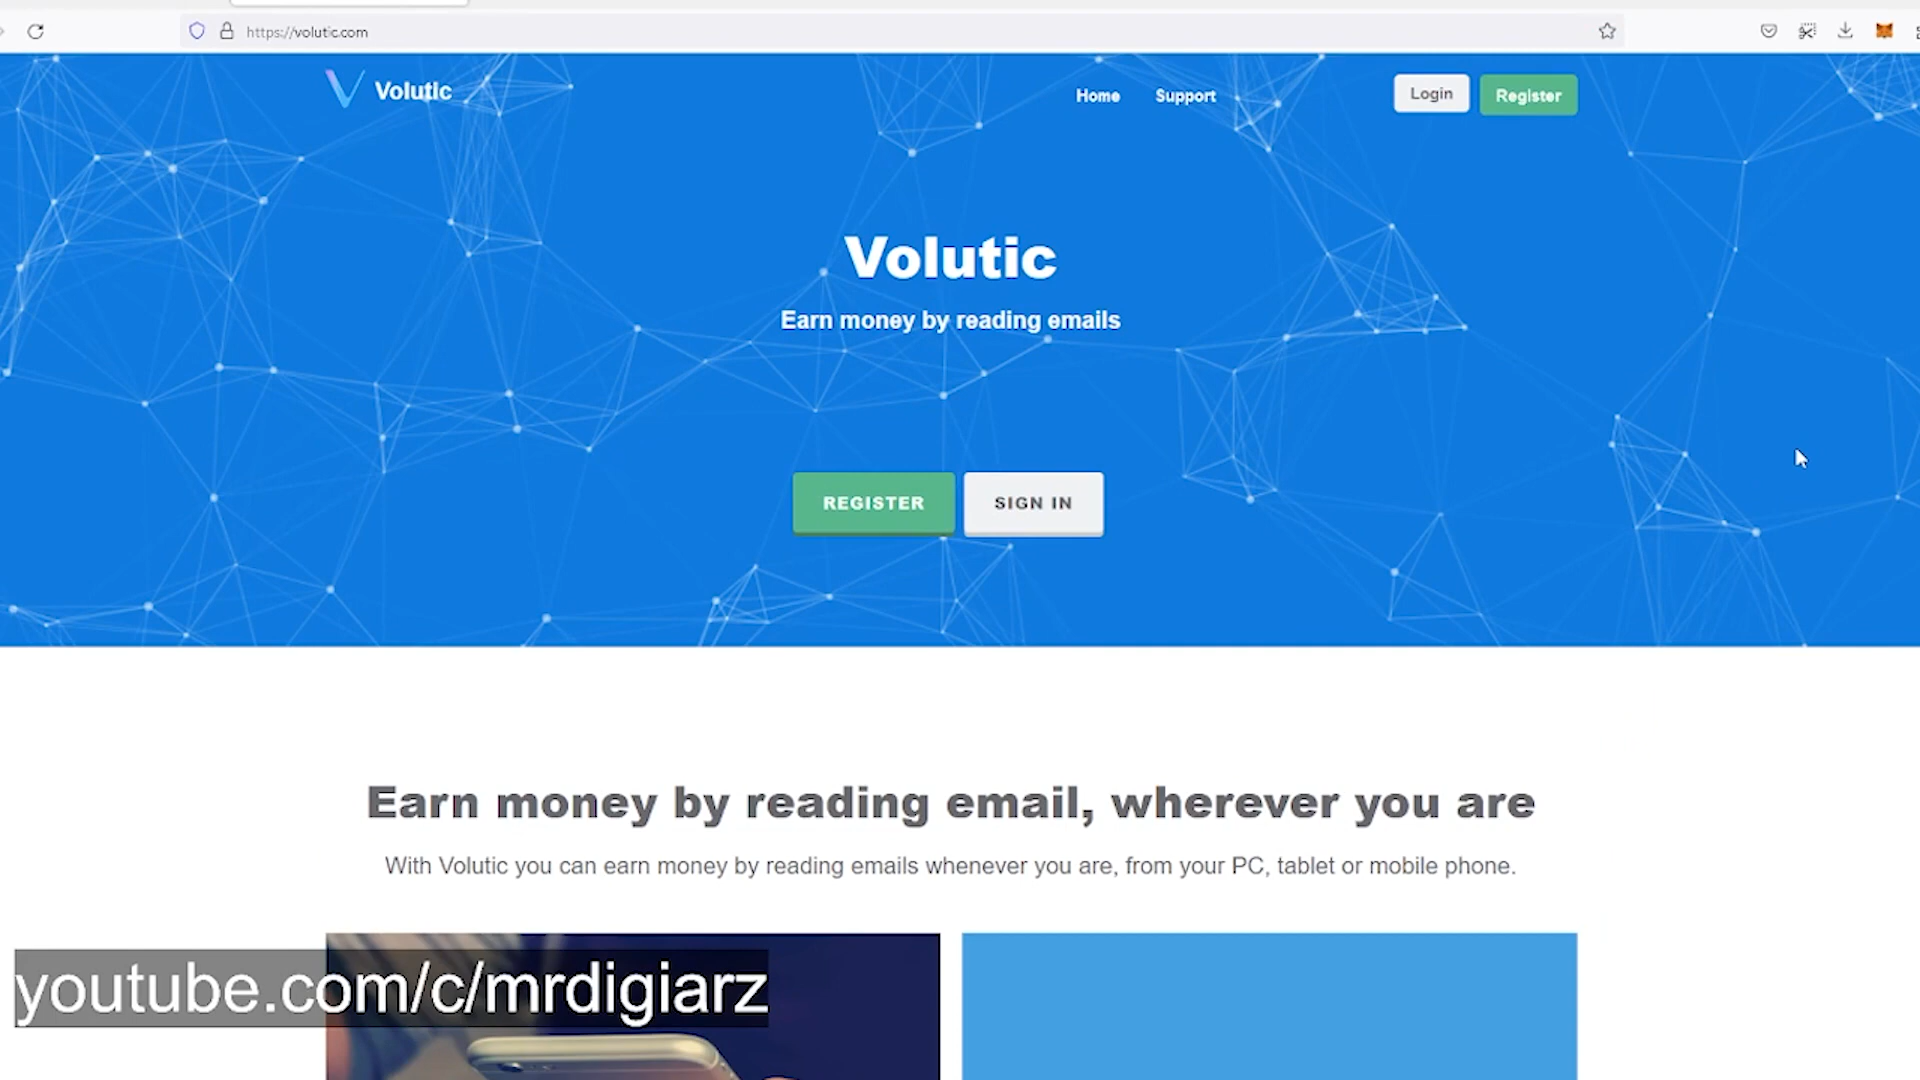 https://volutic.com
Volutic
Home
Support
Login
Register
Volutic
Earn money by reading emails
REGISTER
SIGN IN
Earn money by reading email, wherever you are
With Volutic you can earn money by reading emails whenever you are, from your PC, tablet or mobile phone.
youtube.com/c/mrdigiarz